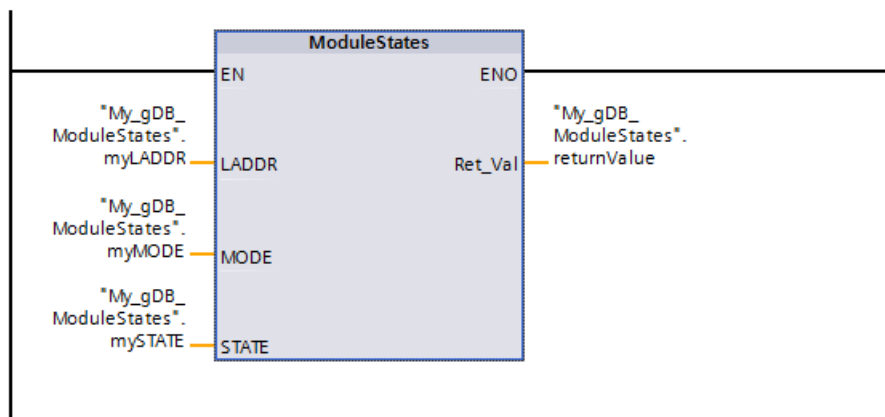 ModuleStates
EN
ENO
"My_gDB_
ModuleStates".
myLADDR
LADDR
Ret_Val
"My_gDB_
ModuleStates".
returnValue
"My_gDB_
ModuleStates".
myMODE
MODE
"My_gDB_
ModuleStates".
mySTATE
STATE